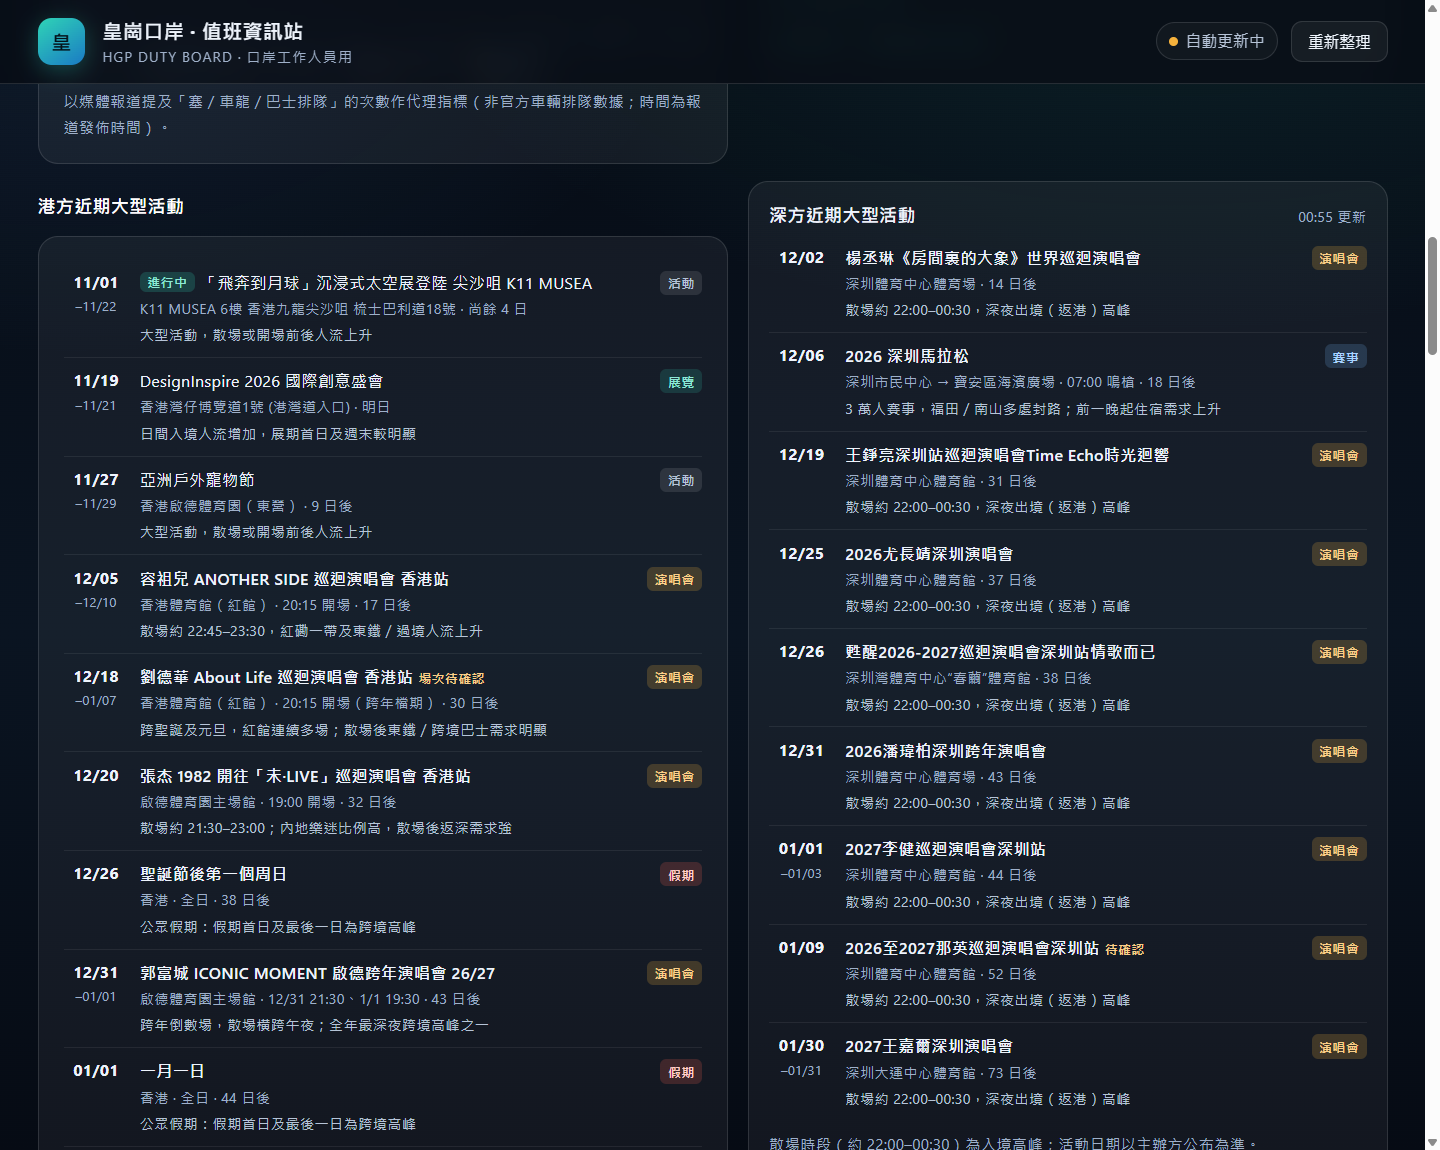 皇
皇崗口岸 · 值班資訊站
HGP DUTY BOARD · 口岸工作人員用
自動更新中
重新整理
以媒體報道提及「塞 / 車龍 / 巴士排隊」的次數作代理指標（非官方車輛排隊數據；時間為報
道發佈時間）。
港方近期大型活動
11/01
–11/22
進行中 「飛奔到月球」沉浸式太空展登陸 尖沙咀 K11 MUSEA
活動
K11 MUSEA 6樓 香港九龍尖沙咀 梳士巴利道18號 · 尚餘 4 日
大型活動，散場或開場前後人流上升
11/19
–11/21
DesignInspire 2026 國際創意盛會
展覽
香港灣仔博覽道1號 (港灣道入口) · 明日
日間入境人流增加，展期首日及週末較明顯
11/27
–11/29
亞洲戶外寵物節
活動
香港啟德體育園（東營） · 9 日後
大型活動，散場或開場前後人流上升
12/05
–12/10
容祖兒 ANOTHER SIDE 巡迴演唱會 香港站
演唱會
香港體育館（紅館） · 20:15 開場 · 17 日後
散場約 22:45–23:30，紅磡一帶及東鐵 / 過境人流上升
12/18
–01/07
劉德華 About Life 巡迴演唱會 香港站 場次待確認
演唱會
香港體育館（紅館） · 20:15 開場（跨年檔期） · 30 日後
跨聖誕及元旦，紅館連續多場；散場後東鐵 / 跨境巴士需求明顯
12/20
張杰 1982 開往「未·LIVE」巡迴演唱會 香港站
演唱會
啟德體育園主場館 · 19:00 開場 · 32 日後
散場約 21:30–23:00；內地樂迷比例高，散場後返深需求強
12/26
聖誕節後第一個周日
假期
香港 · 全日 · 38 日後
公眾假期：假期首日及最後一日為跨境高峰
12/31
–01/01
郭富城 ICONIC MOMENT 啟德跨年演唱會 26/27
演唱會
啟德體育園主場館 · 12/31 21:30、1/1 19:30 · 43 日後
跨年倒數場，散場橫跨午夜；全年最深夜跨境高峰之一
01/01
一月一日
假期
香港 · 全日 · 44 日後
公眾假期：假期首日及最後一日為跨境高峰
深方近期大型活動
00:55 更新
12/02
楊丞琳《房間裏的大象》世界巡迴演唱會
演唱會
深圳體育中心體育場 · 14 日後
散場約 22:00–00:30，深夜出境（返港）高峰
12/06
2026 深圳馬拉松
賽事
深圳市民中心 → 寶安區海濱廣場 · 07:00 鳴槍 · 18 日後
3 萬人賽事，福田 / 南山多處封路；前一晚起住宿需求上升
12/19
王錚亮深圳站巡迴演唱會Time Echo時光迴響
演唱會
深圳體育中心體育館 · 31 日後
散場約 22:00–00:30，深夜出境（返港）高峰
12/25
2026尤長靖深圳演唱會
演唱會
深圳體育中心體育館 · 37 日後
散場約 22:00–00:30，深夜出境（返港）高峰
12/26
甦醒2026-2027巡迴演唱會深圳站情歌而已
演唱會
深圳灣體育中心“春繭”體育館 · 38 日後
散場約 22:00–00:30，深夜出境（返港）高峰
12/31
2026潘瑋柏深圳跨年演唱會
演唱會
深圳體育中心體育場 · 43 日後
散場約 22:00–00:30，深夜出境（返港）高峰
01/01
–01/03
2027李健巡迴演唱會深圳站
演唱會
深圳體育中心體育館 · 44 日後
散場約 22:00–00:30，深夜出境（返港）高峰
01/09
2026至2027那英巡迴演唱會深圳站 待確認
演唱會
深圳體育中心體育館 · 52 日後
散場約 22:00–00:30，深夜出境（返港）高峰
01/30
–01/31
2027王嘉爾深圳演唱會
演唱會
深圳大運中心體育館 · 73 日後
散場約 22:00–00:30，深夜出境（返港）高峰
散場時段（約 22:00–00:30）為入境高峰；活動日期以主辦方公布為準。